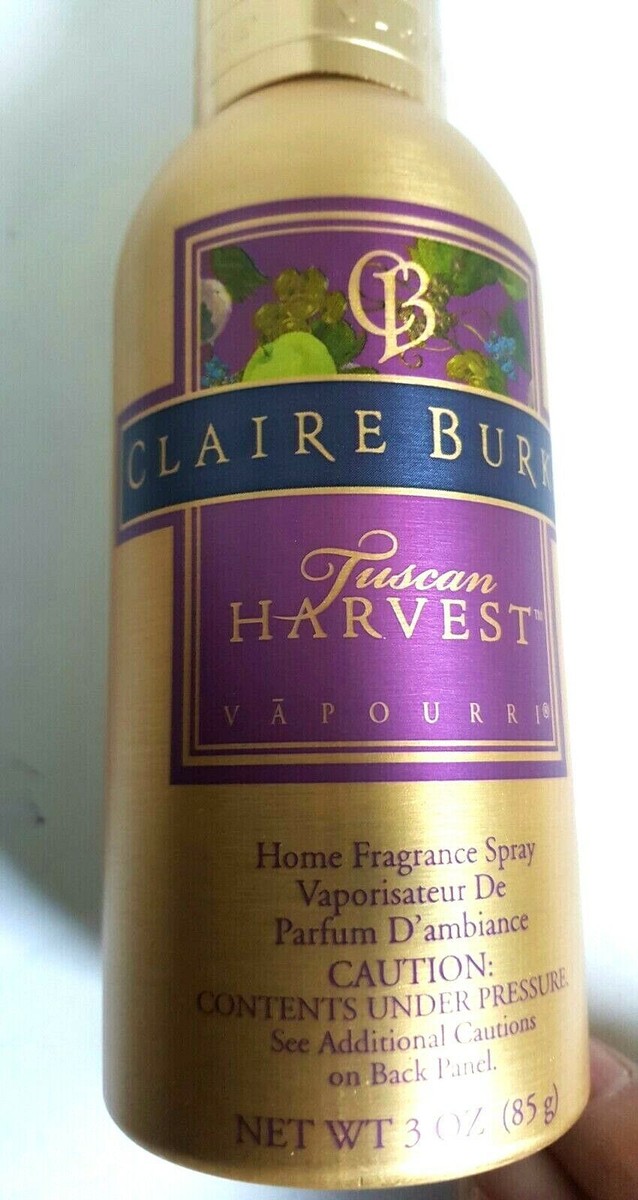 CB
CLAIRE BURK
Tuscan
HARVEST™
VĀPOURRI®
Home Fragrance Spray
Vaporisateur De
Parfum D'ambiance
CAUTION:
CONTENTS UNDER PRESSURE.
See Additional Cautions
on Back Panel.
NET WT 3 OZ (85 g)